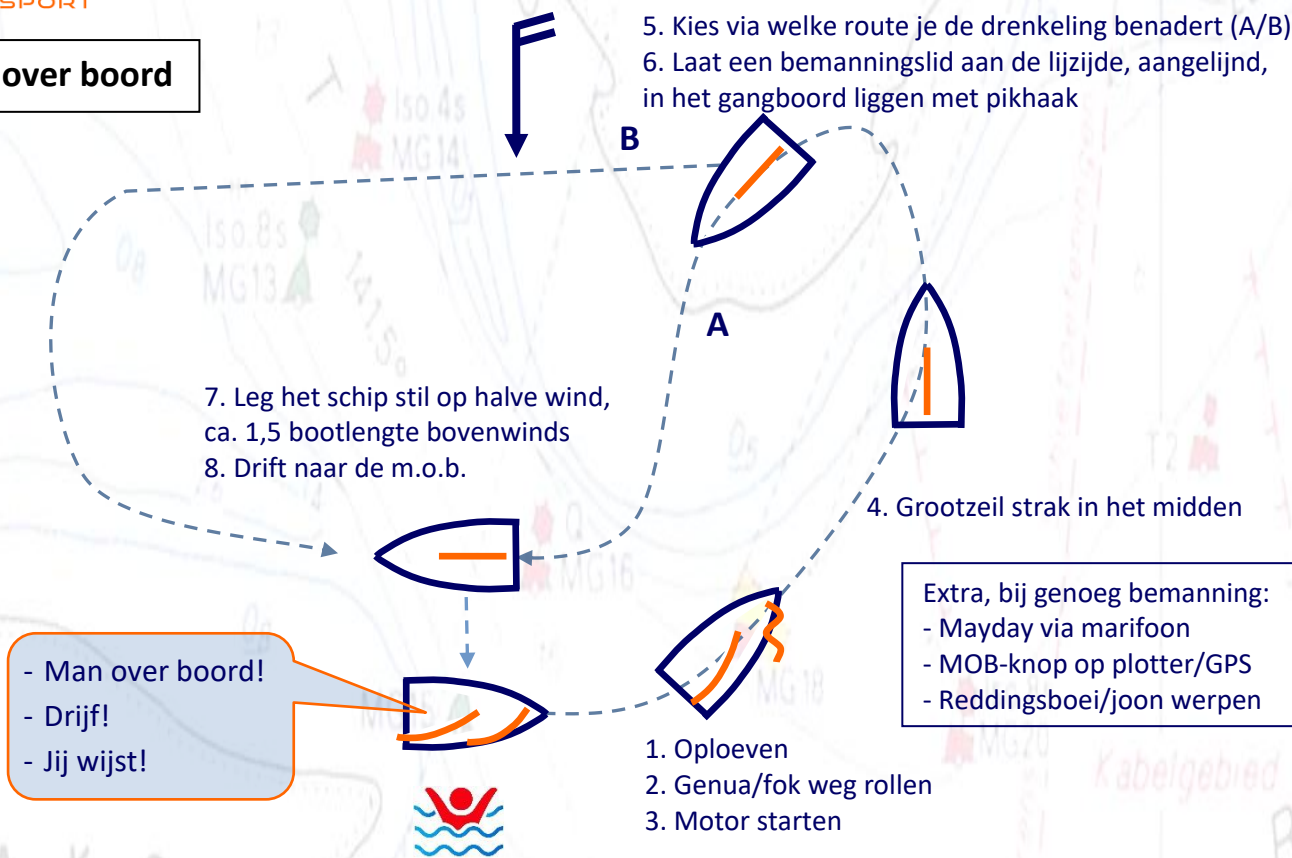 SPORT
over boord
5. Kies via welke route je de drenkeling benadert (A/B)
6. Laat een bemanningslid aan de lijzijde, aangelijnd,
in het gangboord liggen met pikhaak
B
A
Iso 4s
MG14
Iso.8s
MG13
141.5°
7. Leg het schip stil op halve wind,
ca. 1,5 bootlengte bovenwinds
8. Drift naar de m.o.b.
T2
4. Grootzeil strak in het midden
Q
MG16
Extra, bij genoeg bemanning:
- Mayday via marifoon
- MOB-knop op plotter/GPS
- Reddingsboei/joon werpen
- Man over boord!
- Drijf!
- Jij wijst!
MG18
MG20
Kabelgebied
1. Oploeven
2. Genua/fok weg rollen
3. Motor starten